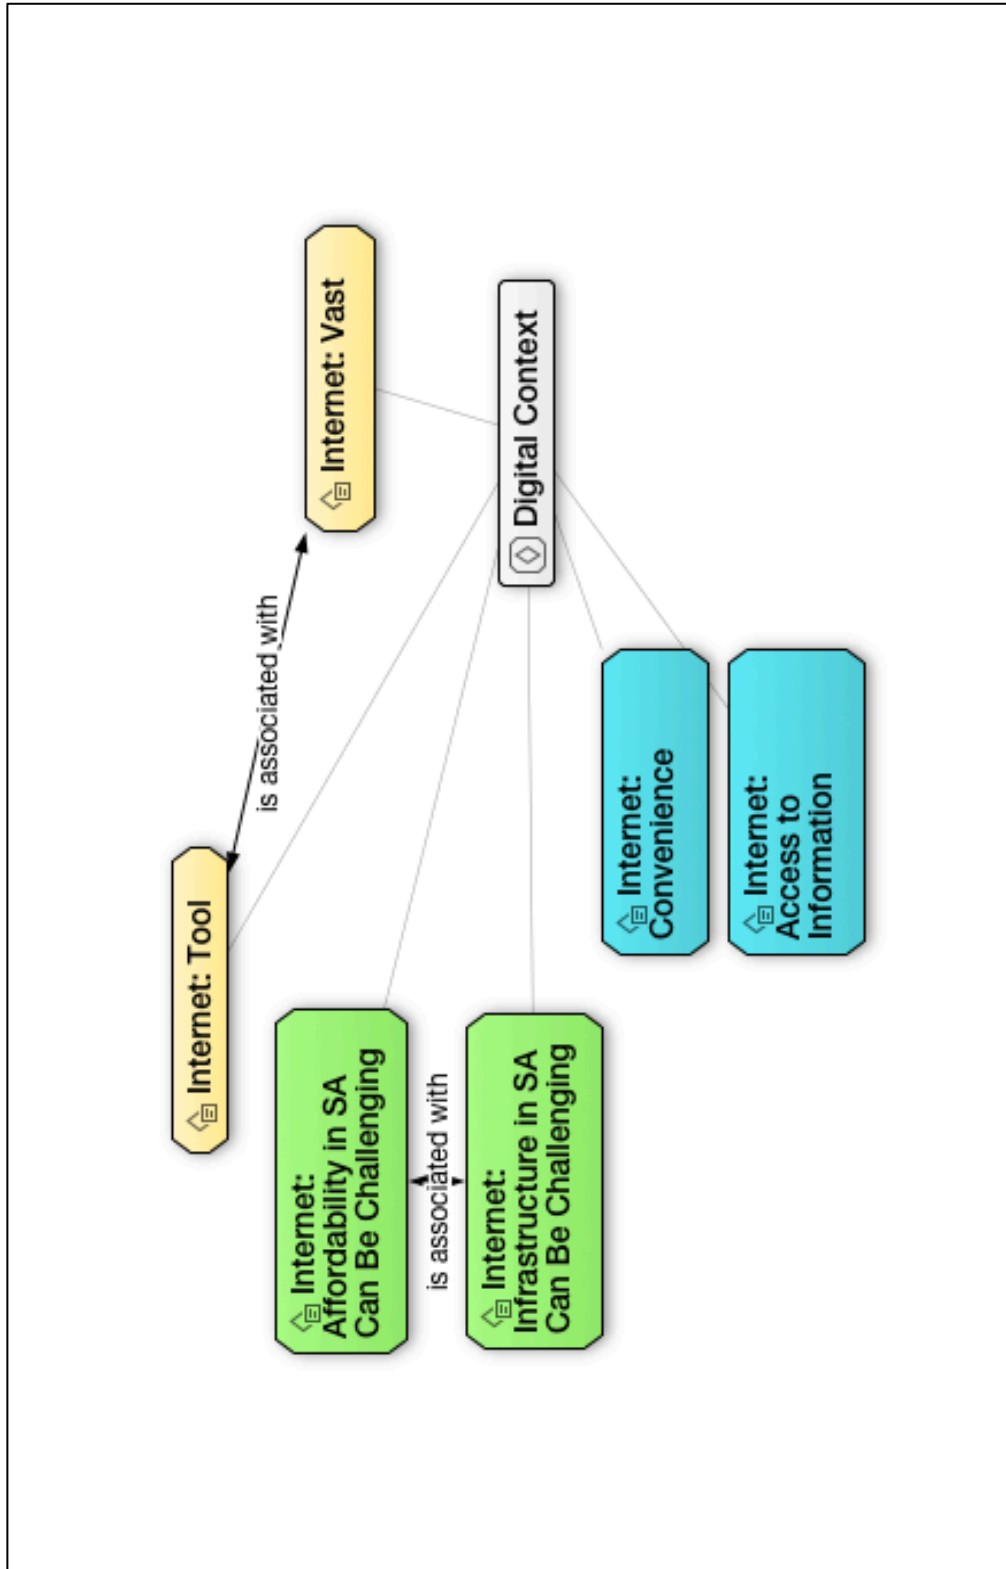 Internet: Tool
is associated with
Internet: Vast
Internet:
Affordability in SA
Can Be Challenging
is associated with
Internet:
Infrastructure in SA
Can Be Challenging
Digital Context
Internet:
Convenience
Internet:
Access to
Information